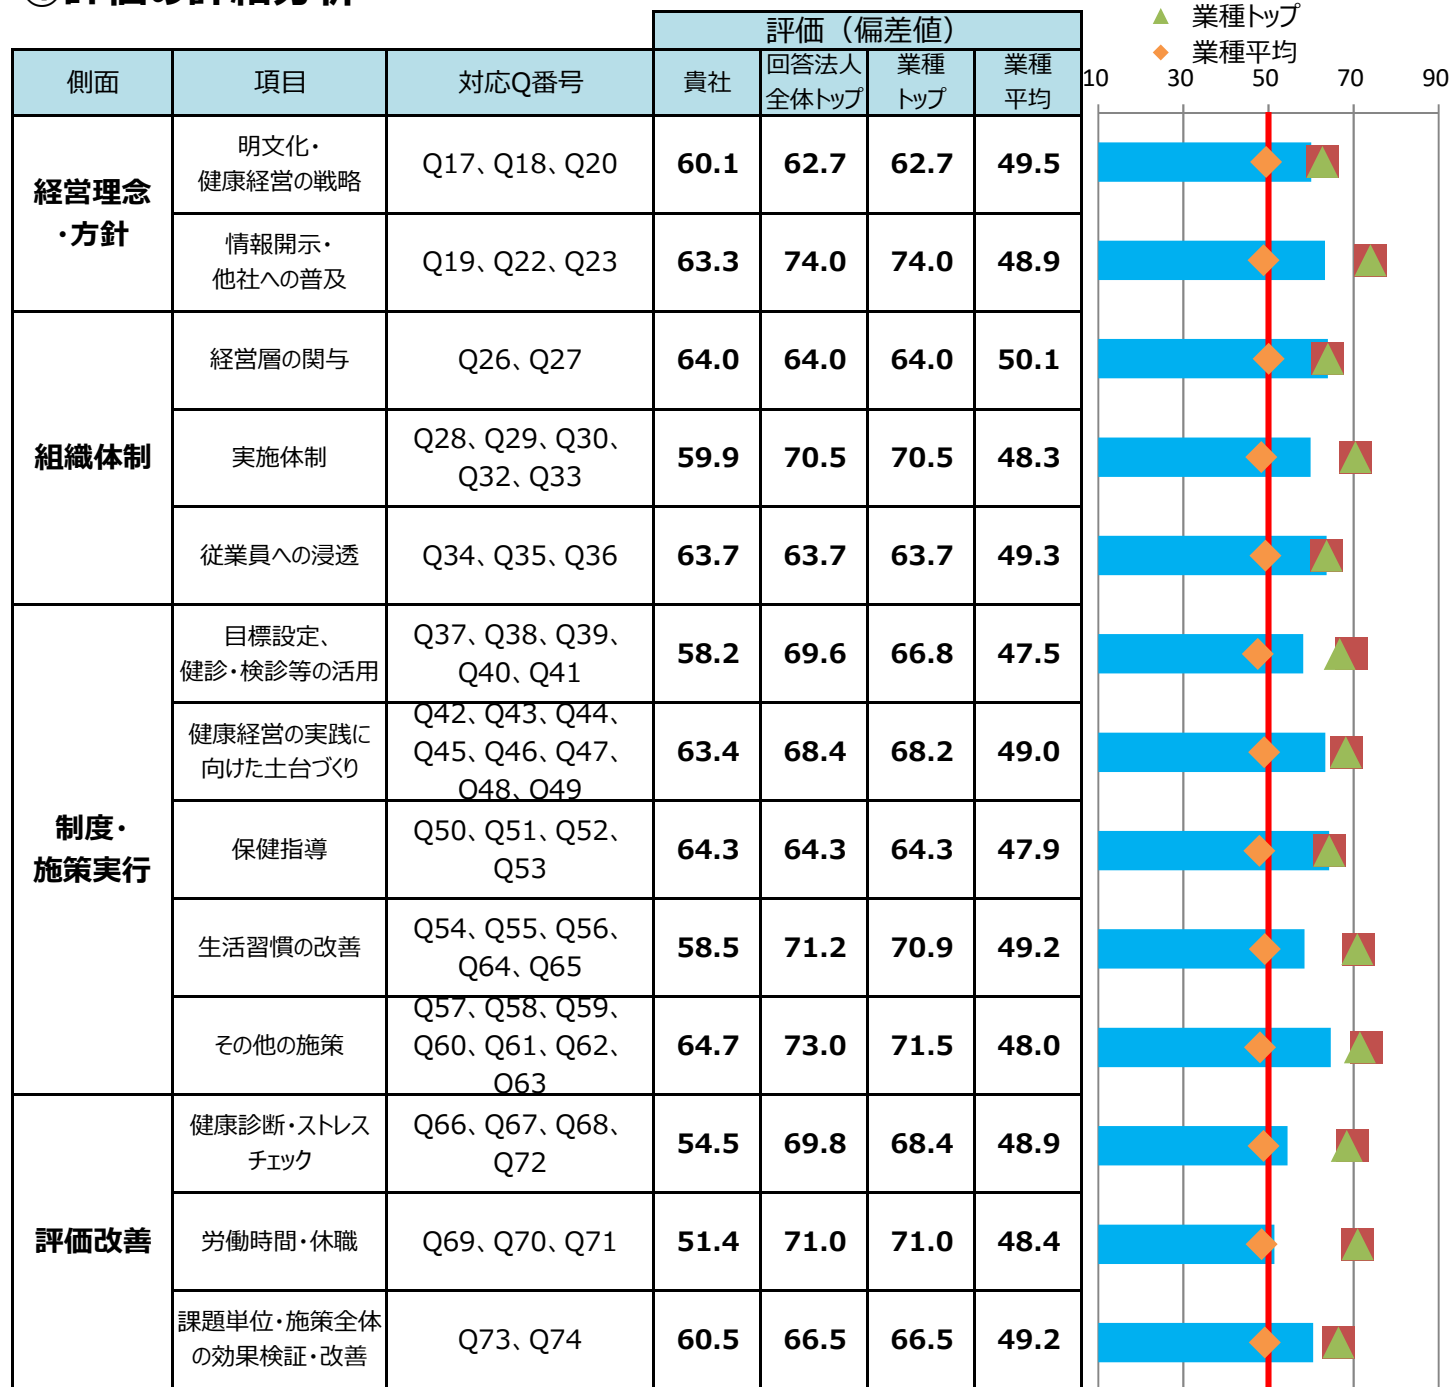 評価の詳細分析
▲ 業種トップ
◆ 業種平均
評価（偏差値）
側面 項目 対応Q番号 貴社 回答法人全体トップ 業種トップ 業種平均
10 30 50 70 90
経営理念
・方針
明文化・
健康経営の戦略
Q17、Q18、Q20
60.1 62.7 62.7 49.5
情報開示・
他社への普及
Q19、Q22、Q23
63.3 74.0 74.0 48.9
組織体制
経営層の関与
Q26、Q27
64.0 64.0 64.0 50.1
実施体制
Q28、Q29、Q30、
Q32、Q33
59.9 70.5 70.5 48.3
従業員への浸透
Q34、Q35、Q36
63.7 63.7 63.7 49.3
制度・
施策実行
目標設定、
健診・検診等の活用
Q37、Q38、Q39、
Q40、Q41
58.2 69.6 66.8 47.5
健康経営の実践に
向けた土台づくり
Q42、Q43、Q44、
Q45、Q46、Q47、
Q48、Q49
63.4 68.4 68.2 49.0
保健指導
Q50、Q51、Q52、
Q53
64.3 64.3 64.3 47.9
生活習慣の改善
Q54、Q55、Q56、
Q64、Q65
58.5 71.2 70.9 49.2
その他の施策
Q57、Q58、Q59、
Q60、Q61、Q62、
Q63
64.7 73.0 71.5 48.0
評価改善
健康診断・ストレス
チェック
Q66、Q67、Q68、
Q72
54.5 69.8 68.4 48.9
労働時間・休職
Q69、Q70、Q71
51.4 71.0 71.0 48.4
課題単位・施策全体
の効果検証・改善
Q73、Q74
60.5 66.5 66.5 49.2